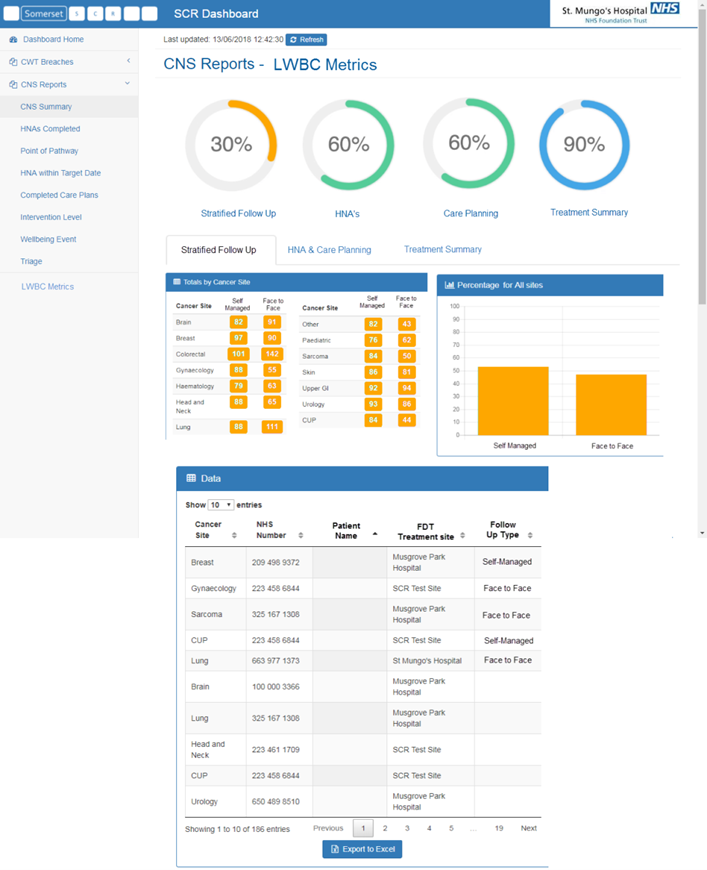 Somerset S C R
SCR Dashboard
St. Mungo's Hospital NHS
NHS Foundation Trust
Dashboard Home
CWT Breaches
CNS Reports
CNS Summary
HNAs Completed
Point of Pathway
HNA within Target Date
Completed Care Plans
Intervention Level
Wellbeing Event
Triage
LWBC Metrics
Last updated: 13/06/2018 12:42:30 Refresh
CNS Reports - LWBC Metrics
30% 60% 60% 90%
Stratified Follow Up HNA's Care Planning Treatment Summary
Stratified Follow Up HNA & Care Planning Treatment Summary
Totals by Cancer Site
Cancer Site Self Managed Face to Face
Brain 82 91
Breast 97 90
Colorectal 101 142
Gynaecology 88 55
Haematology 79 63
Head and
Neck 88 65
Lung 98 111
Cancer Site Self Managed Face to Face
Other 82 43
Paediatric 76 62
Sarcoma 84 50
Skin 86 81
Upper GI 92 94
Urology 93 86
CUP 84 44
Percentage for All sites
100
90
80
70
60
50
40
30
20
10
0
Self Managed Face to Face
Data
Show 10 entries
Cancer Site NHS Number Patient Name FDT Treatment site Follow Up Type
Breast 209 498 9372 Musgrove Park Hospital Self-Managed
Gynaecology 223 458 6844 SCR Test Site Face to Face
Sarcoma 325 167 1308 Musgrove Park Hospital Face to Face
CUP 223 458 6844 SCR Test Site Self-Managed
Lung 663 977 1373 St Mungo's Hospital Face to Face
Brain 100 000 3366 Musgrove Park Hospital
Lung 325 167 1308 Musgrove Park Hospital
Head and Neck 223 461 1709 SCR Test Site
CUP 223 458 6844 SCR Test Site
Urology 650 489 8510 Musgrove Park Hospital
Showing 1 to 10 of 186 entries Previous 1 2 3 4 5 ... 19 Next
Export to Excel